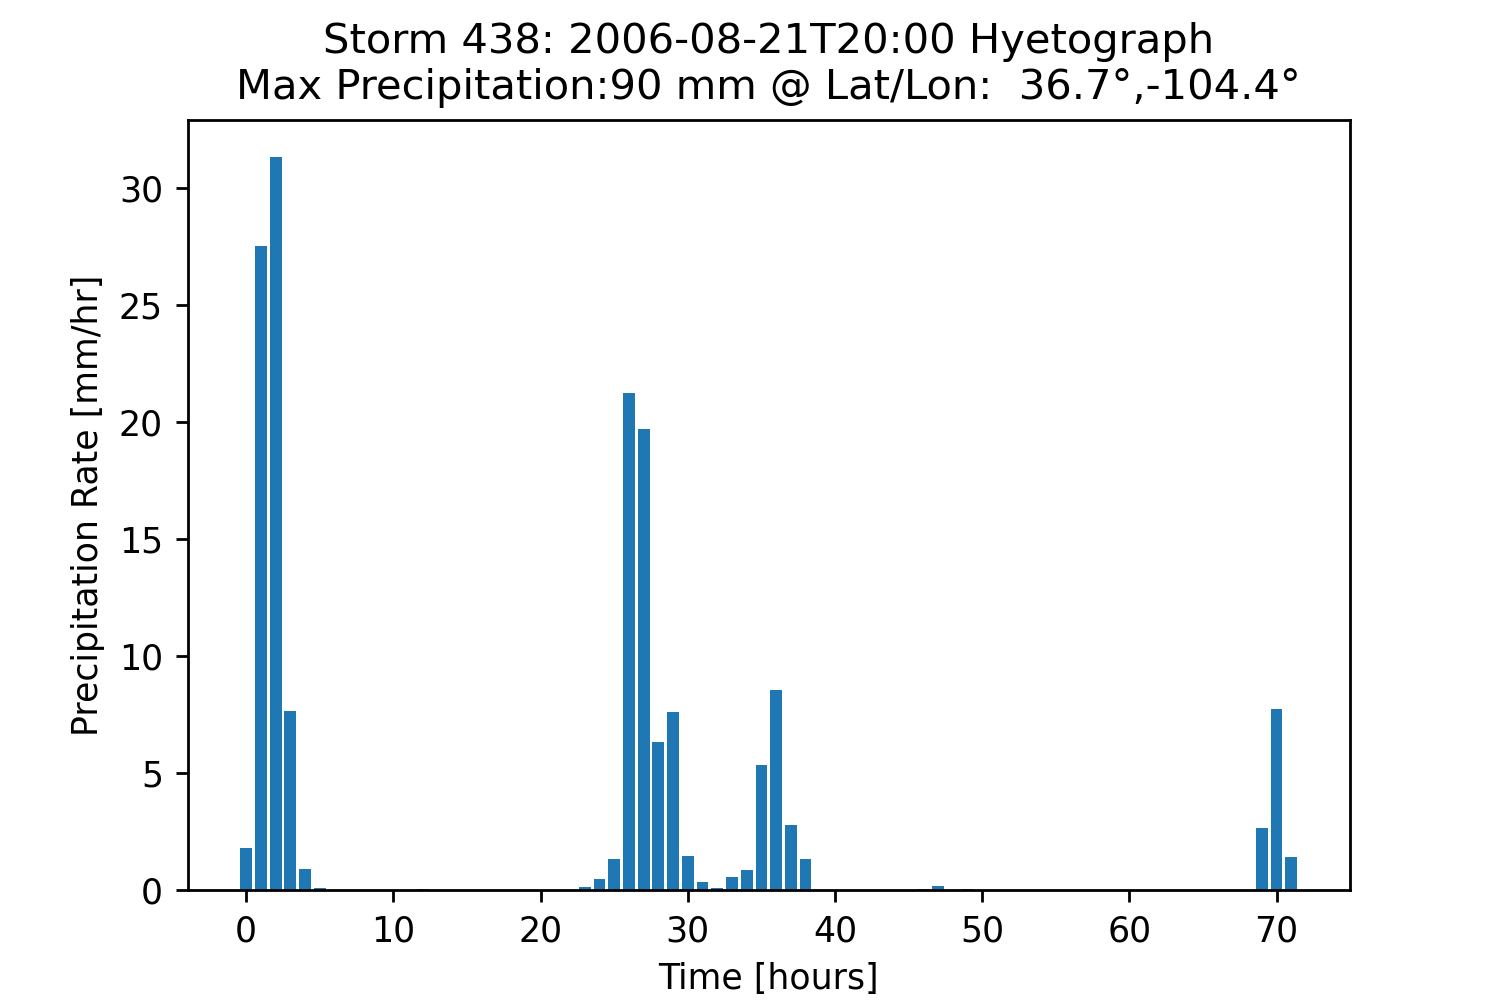 Storm 438: 2006-08-21T20:00 Hyetograph
Max Precipitation:90 mm @ Lat/Lon:  36.7°,-104.4°
Precipitation Rate [mm/hr]
30
25
20
15
10
5
0
0 10 20 30 40 50 60 70
Time [hours]